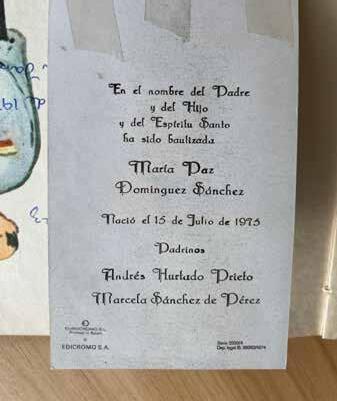 En el nombre del Padre
y del Hijo
y del Espíritu Santo
ha sido bautizada
María Paz
Dominguez Sánchez
Nació el 15 de Julio de 1975
Padrinos
Andrés Hurtado Prieto
Marcela Sánchez de Pérez
EDICROMO S.A.